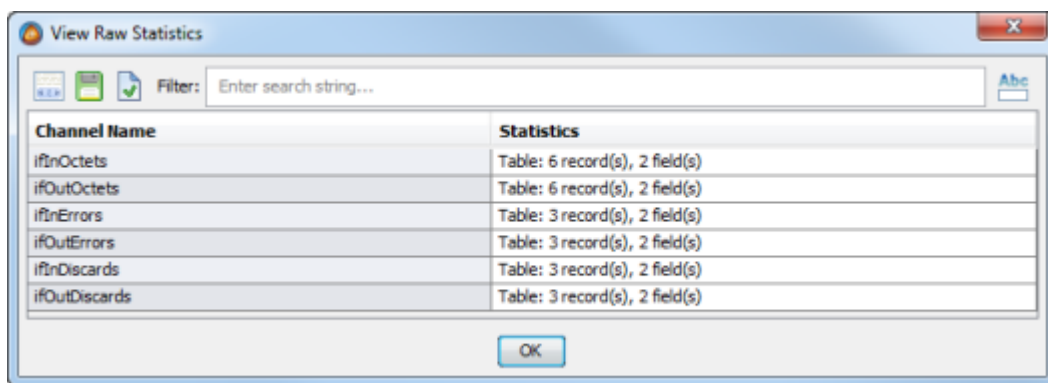 View Raw Statistics
Filter: Enter search string... Abc
Channel Name Statistics
ifInOctets Table: 6 record(s), 2 field(s)
ifOutOctets Table: 6 record(s), 2 field(s)
ifInErrors Table: 3 record(s), 2 field(s)
ifOutErrors Table: 3 record(s), 2 field(s)
ifInDiscards Table: 3 record(s), 2 field(s)
ifOutDiscards Table: 3 record(s), 2 field(s)
OK